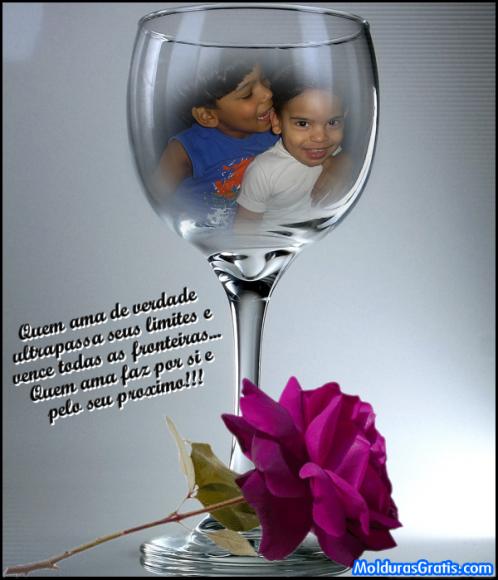 Quem ama de verdade
ultrapassa seus limites e
vence todas as fronteiras...
Quem ama faz por si e
pelo seu proximo!!!
MoldurasGratis.com